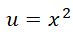 u = x²